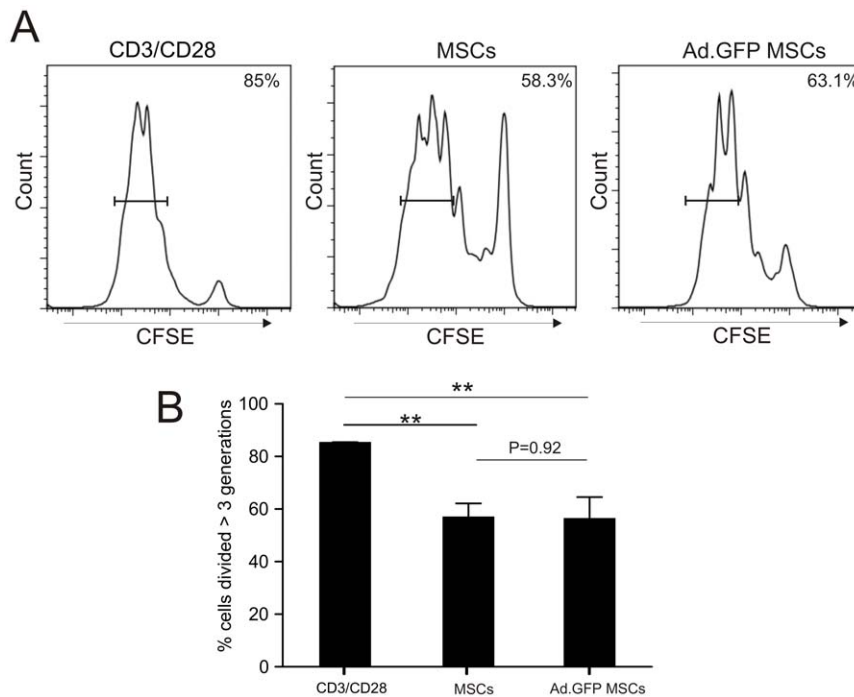 A
CD3/CD28
MSCs
Ad.GFP MSCs
85%
58.3%
63.1%
Count
Count
Count
CFSE
CFSE
CFSE
B
% cells divided > 3 generations
100
80
60
40
20
0
**
**
P=0.92
CD3/CD28
MSCs
Ad.GFP MSCs